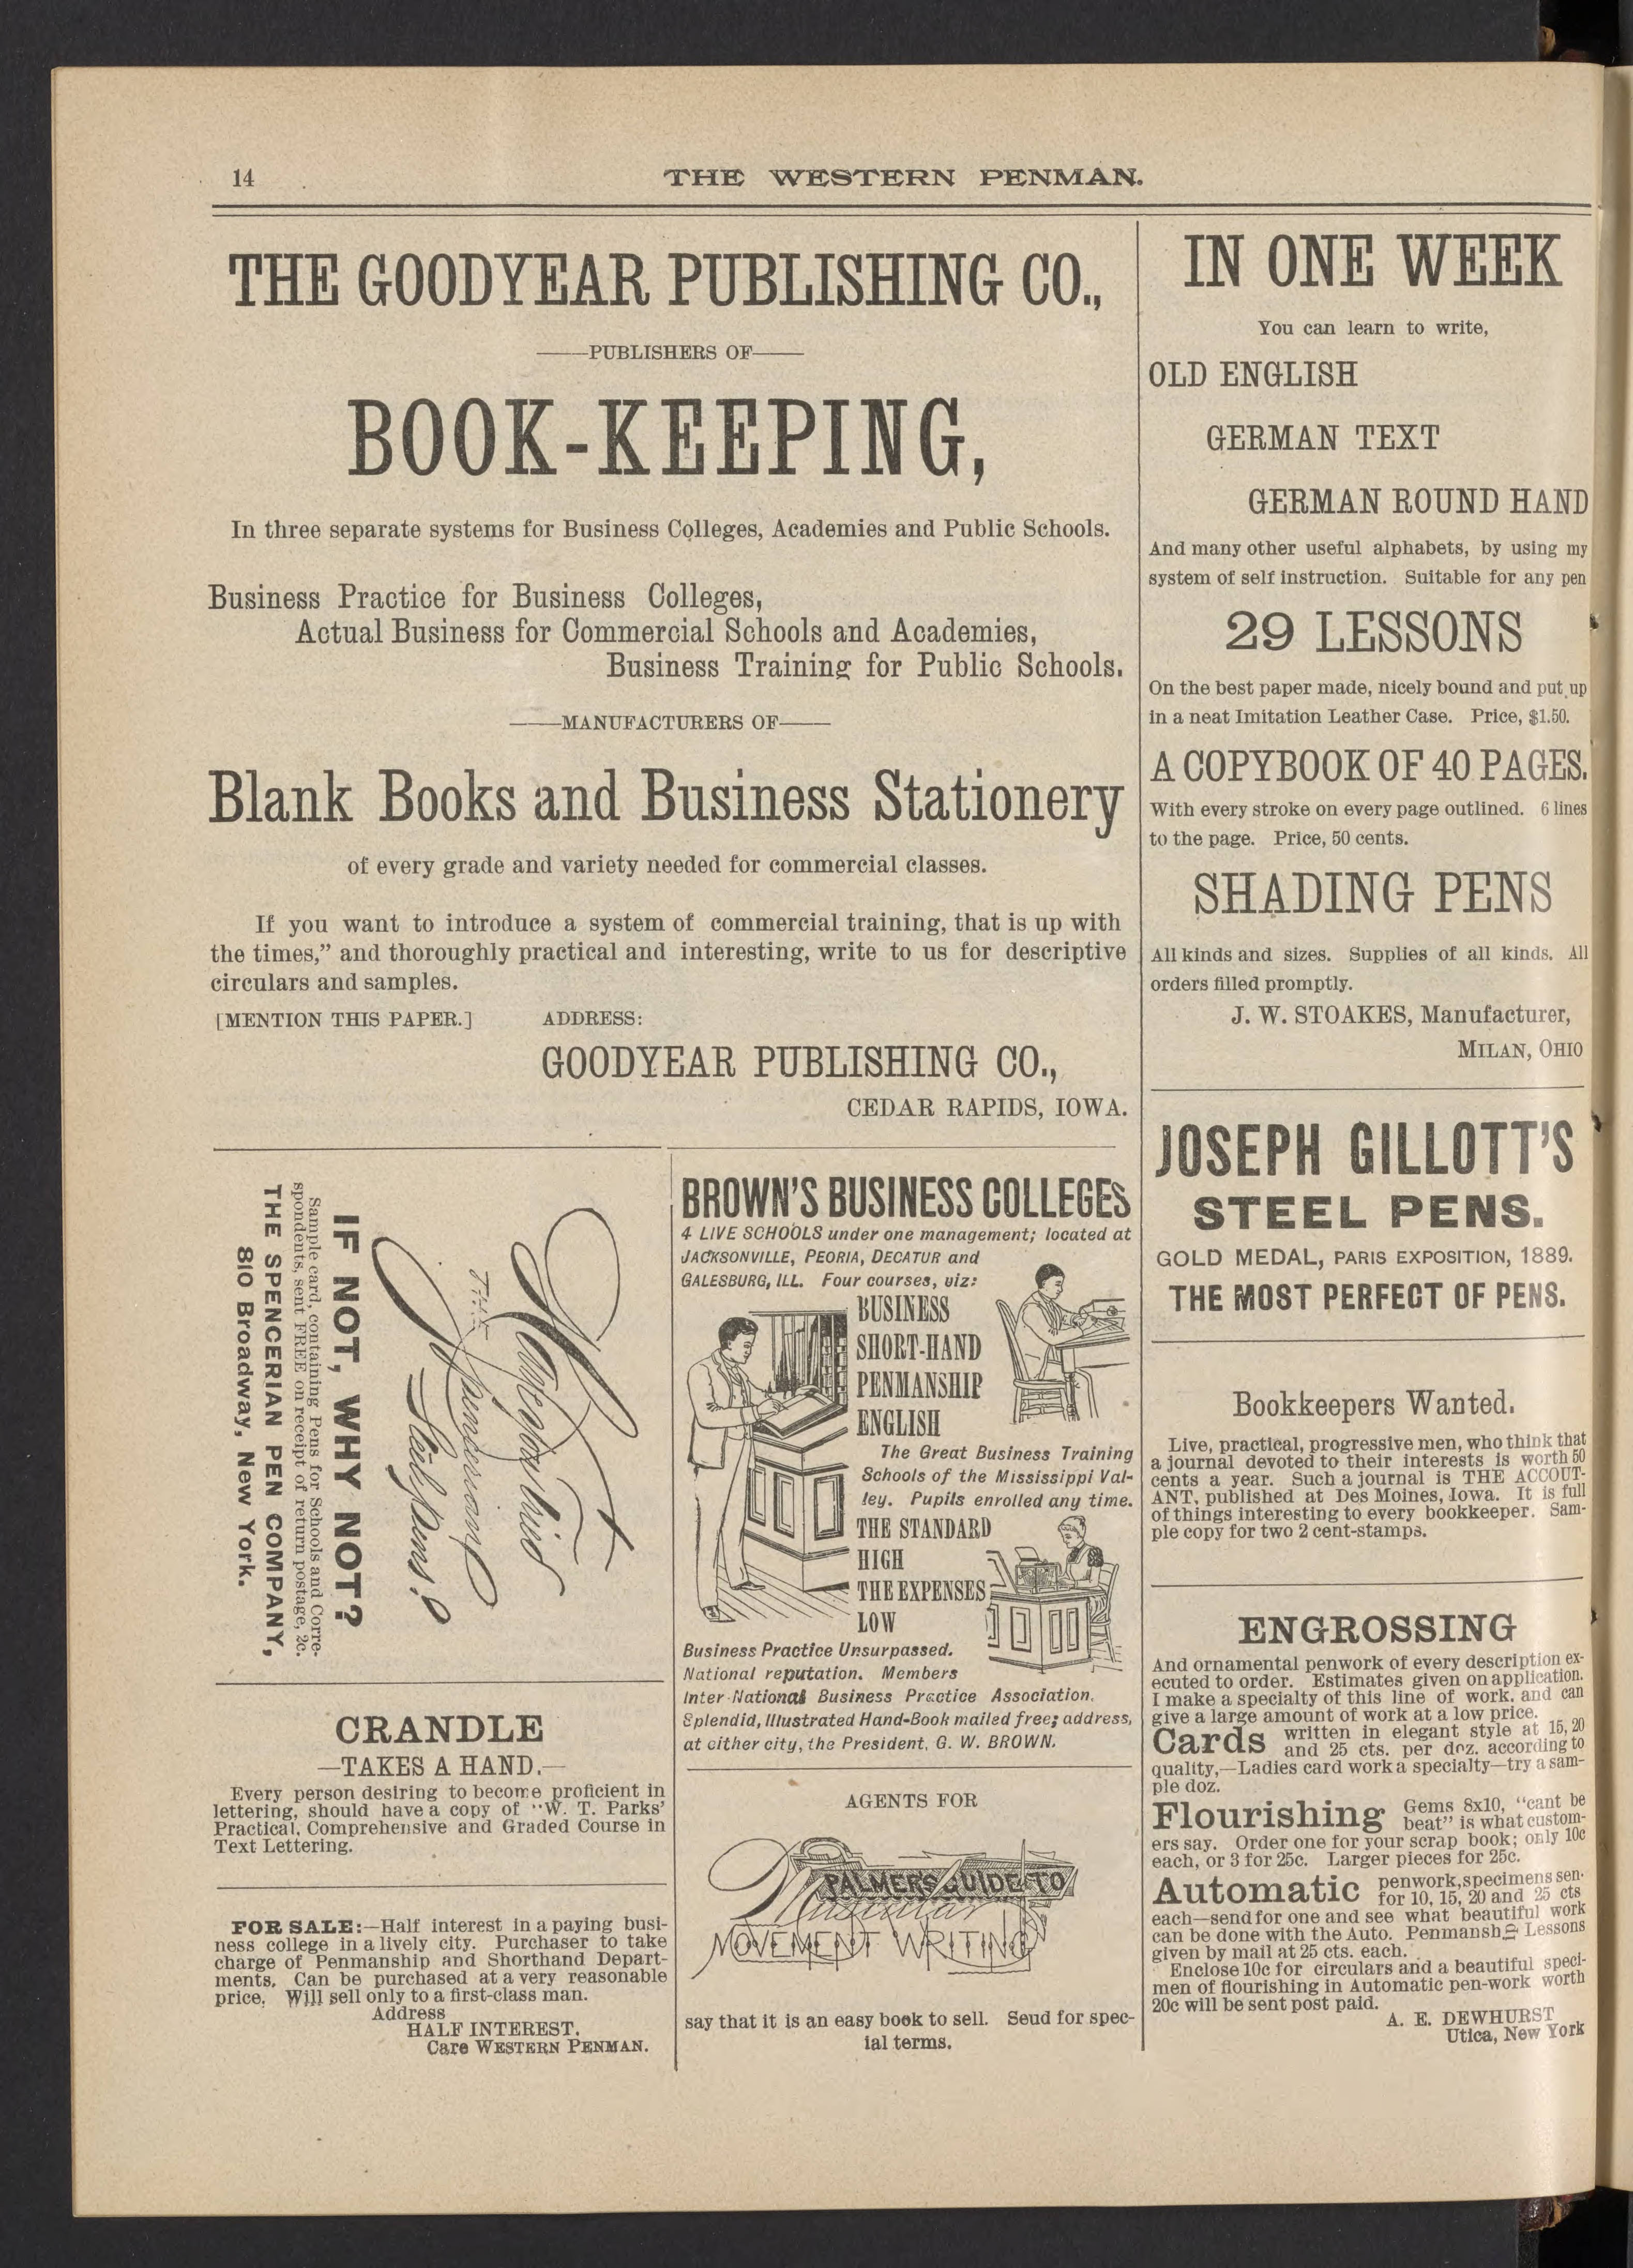 14
THE WESTERN PENMAN.
THE GOODYEAR PUBLISHING CO.,
——PUBLISHERS OF——
BOOK-KEEPING,
In three separate systems for Business Colleges, Academies and Public Schools.
Business Practice for Business Colleges,
Actual Business for Commercial Schools and Academies,
Business Training for Public Schools.
——MANUFACTURERS OF——
Blank Books and Business Stationery
of every grade and variety needed for commercial classes.
If you want to introduce a system of commercial training, that is up with
the times,” and thoroughly practical and interesting, write to us for descriptive
circulars and samples.
[MENTION THIS PAPER.] ADDRESS:
GOODYEAR PUBLISHING CO.,
CEDAR RAPIDS, IOWA.
Have you tried
THE
Spencerian
Steel Pens?
IF NOT, WHY NOT?
Sample card, containing Pens for Schools and Corre-
spondents, sent FREE on receipt of return postage, 2c.
THE SPENCERIAN PEN COMPANY,
810 Broadway, New York.
CRANDLE
—TAKES A HAND.—
Every person desiring to become proficient in
lettering, should have a copy of "W. T. Parks'
Practical, Comprehensive and Graded Course in
Text Lettering.
FOR SALE:—Half interest in a paying busi-
ness college in a lively city. Purchaser to take
charge of Penmanship and Shorthand Depart-
ments. Can be purchased at a very reasonable
price. Will sell only to a first-class man.
Address
HALF INTEREST.
Care WESTERN PENMAN.
BROWN'S BUSINESS COLLEGES
4 LIVE SCHOOLS under one management; located at
JACKSONVILLE, PEORIA, DECATUR and
GALESBURG, ILL. Four courses, viz:
BUSINESS
SHORT-HAND
PENMANSHIP
ENGLISH
The Great Business Training
Schools of the Mississippi Val-
ley. Pupils enrolled any time.
THE STANDARD
HIGH
THE EXPENSES
LOW
Business Practice Unsurpassed.
National reputation. Members
Inter-National Business Practice Association.
Splendid, Illustrated Hand-Book mailed free; address,
at either city, the President, G. W. BROWN.
AGENTS FOR
PALMER'S GUIDE TO
Muscular
MOVEMENT WRITING
say that it is an easy book to sell. Seud for spec-
ial terms.
IN ONE WEEK
You can learn to write,
OLD ENGLISH
GERMAN TEXT
GERMAN ROUND HAND
And many other useful alphabets, by using my
system of self instruction. Suitable for any pen
29 LESSONS
On the best paper made, nicely bound and put up
in a neat Imitation Leather Case. Price, $1.50.
A COPYBOOK OF 40 PAGES.
With every stroke on every page outlined. 6 lines
to the page. Price, 50 cents.
SHADING PENS
All kinds and sizes. Supplies of all kinds. All
orders filled promptly.
J. W. STOAKES, Manufacturer,
MILAN, OHIO
JOSEPH GILLOTT'S
STEEL PENS.
GOLD MEDAL, PARIS EXPOSITION, 1889.
THE MOST PERFECT OF PENS.
Bookkeepers Wanted.
Live, practical, progressive men, who think that
a journal devoted to their interests is worth 50
cents a year. Such a journal is THE ACCOUT-
ANT, published at Des Moines, Iowa. It is full
of things interesting to every bookkeeper. Sam-
ple copy for two 2 cent-stamps.
ENGROSSING
And ornamental penwork of every description ex-
ecuted to order. Estimates given on application.
I make a specialty of this line of work, and can
give a large amount of work at a low price.
Cards written in elegant style at 15, 20
and 25 cts. per doz. according to
quality,—Ladies card work a specialty—try a sam-
ple doz.
Flourishing Gems 8x10, "cant be
beat" is what custom-
ers say. Order one for your scrap book; only 10c
each, or 3 for 25c. Larger pieces for 25c.
Automatic penwork, specimens sen
for 10, 15, 20 and 25 cts
each—send for one and see what beautiful work
can be done with the Auto. Penmansh Lessons
given by mail at 25 cts. each.
Enclose 10c for circulars and a beautiful speci-
men of flourishing in Automatic pen-work worth
20c will be sent post paid.
A. E. DEWHURST
Utica, New York